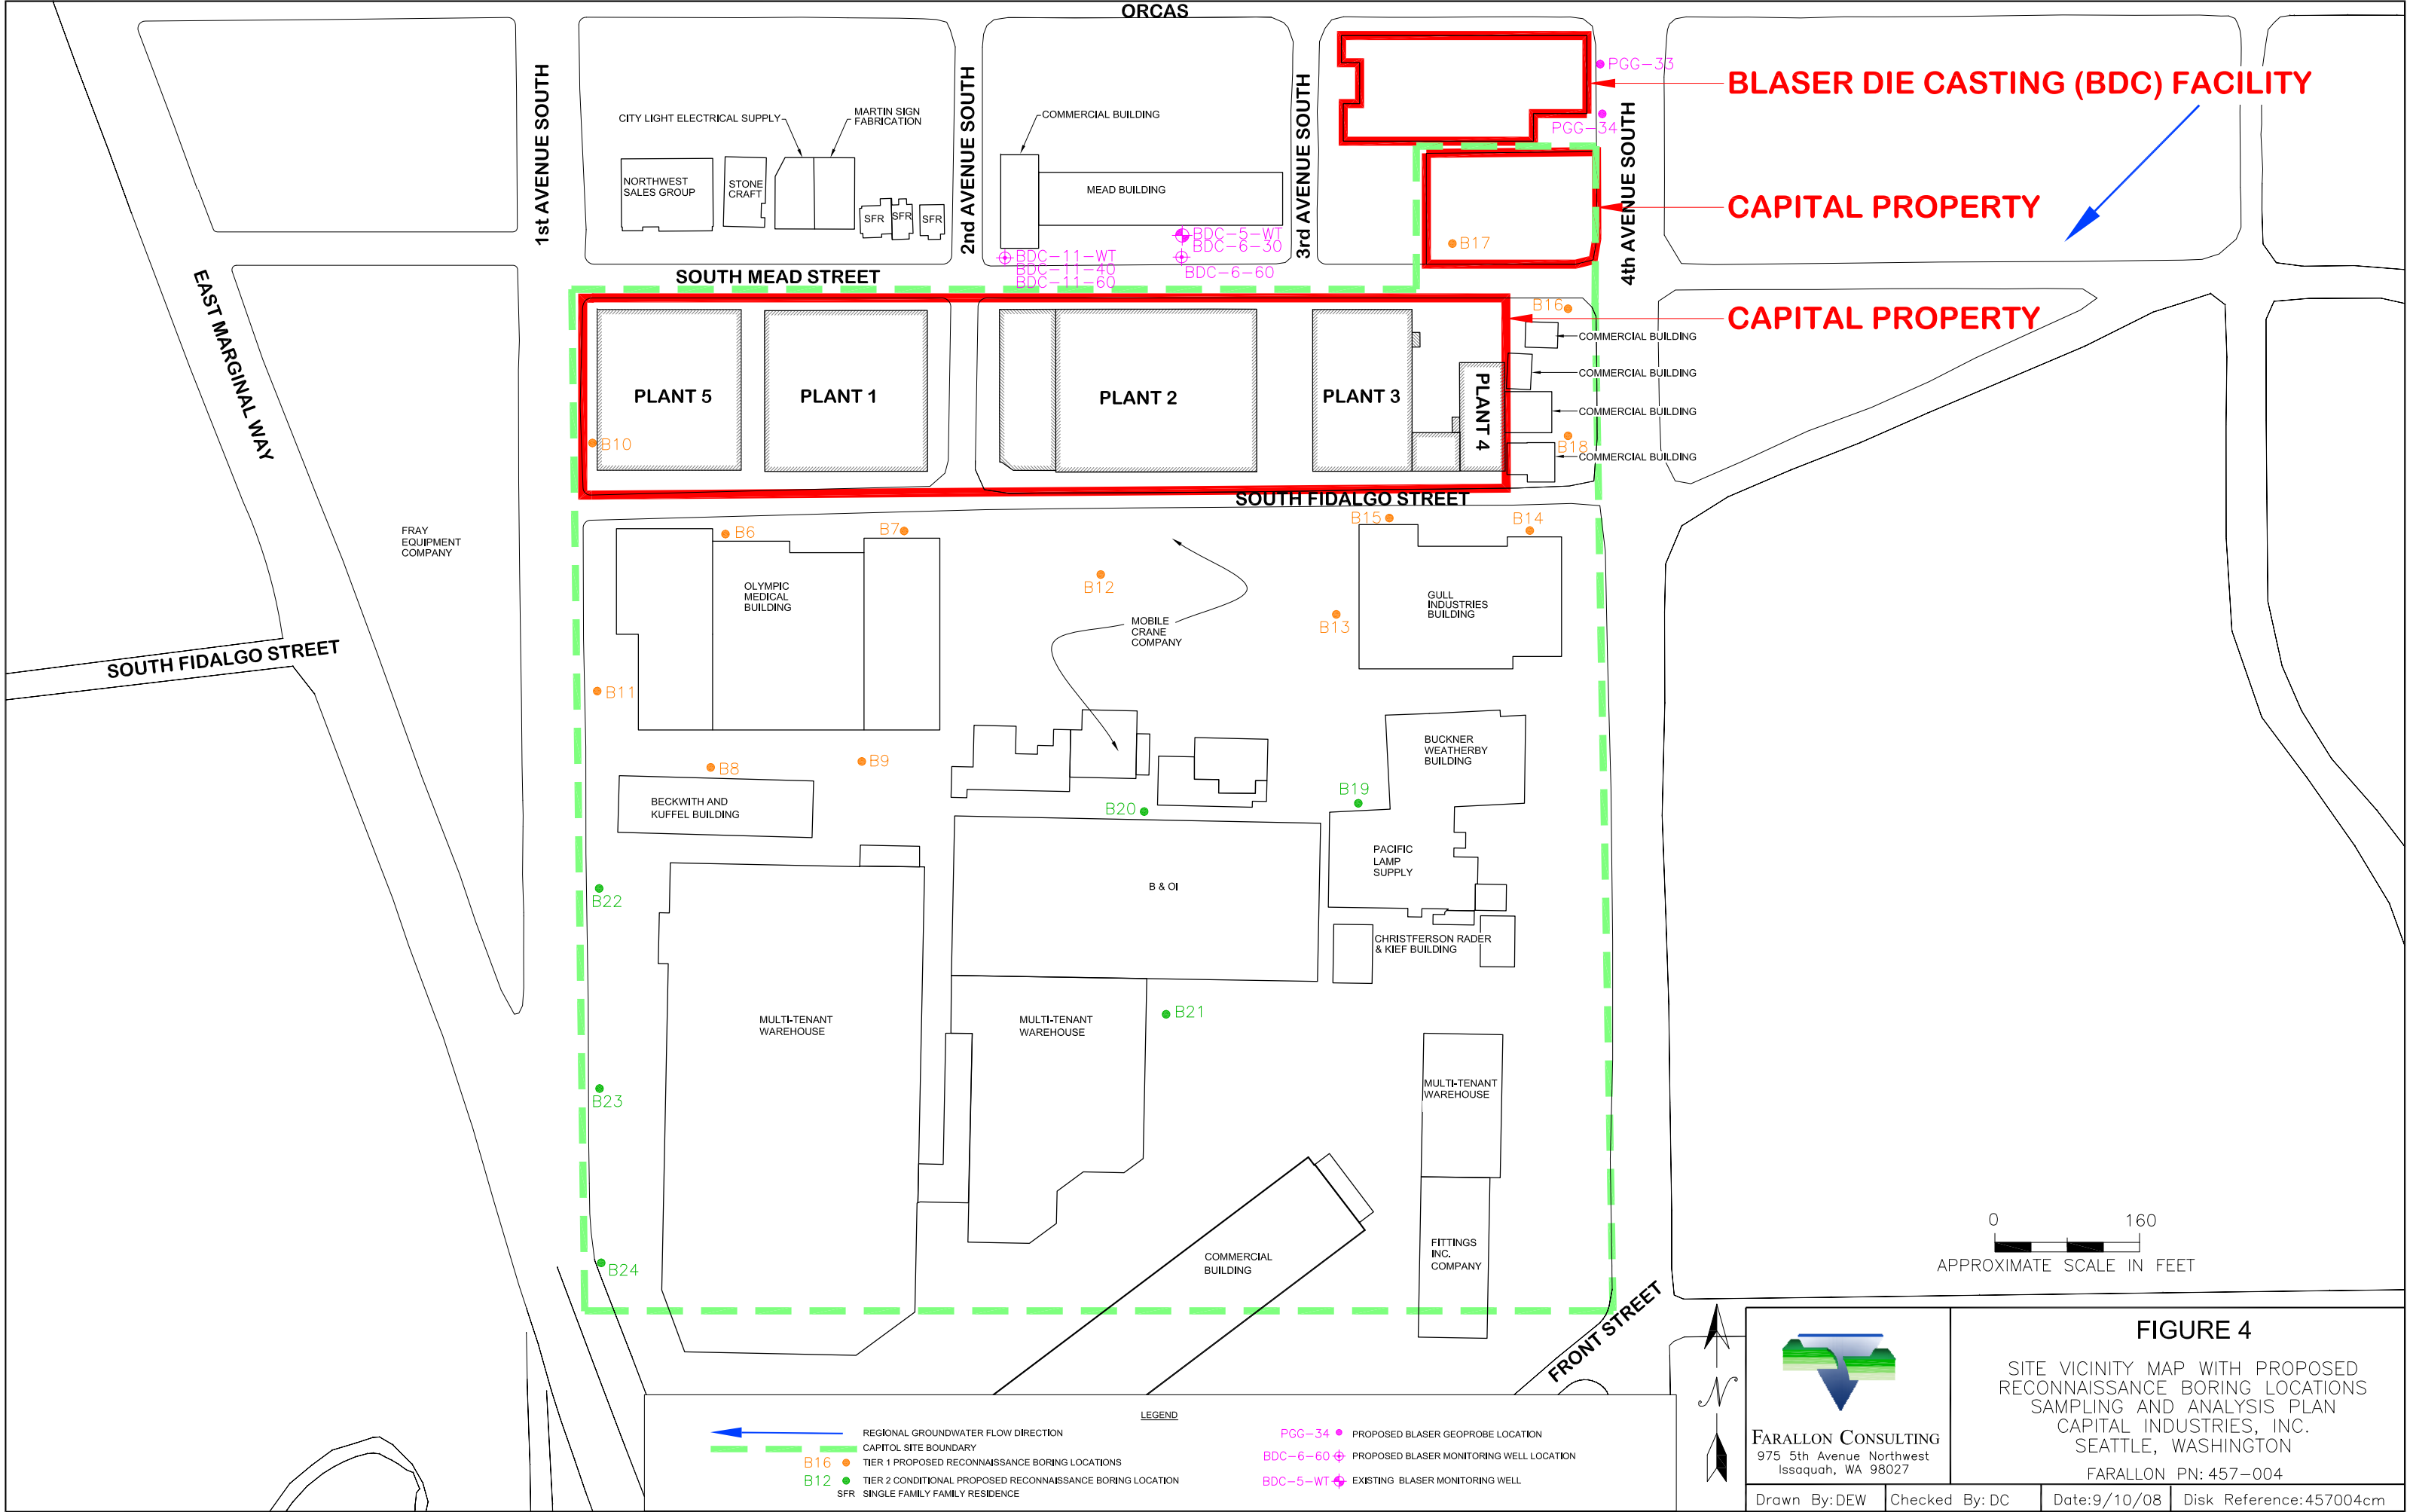 ORCAS
1st AVENUE SOUTH
2nd AVENUE SOUTH
3rd AVENUE SOUTH
4th AVENUE SOUTH
PGG-33
PGG-34
BLASER DIE CASTING (BDC) FACILITY
CAPITAL PROPERTY
CAPITAL PROPERTY
CITY LIGHT ELECTRICAL SUPPLY
MARTIN SIGN
FABRICATION
COMMERCIAL BUILDING
NORTHWEST
SALES GROUP
STONE
CRAFT
SFR
SFR
SFR
MEAD BUILDING
BDC-5-WT
BDC-6-30
BDC-6-60
BDC-11-WT
BDC-11-40
BDC-11-60
B17
SOUTH MEAD STREET
EAST MARGINAL WAY
B16
COMMERCIAL BUILDING
COMMERCIAL BUILDING
COMMERCIAL BUILDING
COMMERCIAL BUILDING
PLANT 5
PLANT 1
PLANT 2
PLANT 3
PLANT 4
B10
B18
SOUTH FIDALGO STREET
FRAY
EQUIPMENT
COMPANY
B6
B7
B15
B14
OLYMPIC
MEDICAL
BUILDING
B12
MOBILE
CRANE
COMPANY
B13
GULL
INDUSTRIES
BUILDING
SOUTH FIDALGO STREET
B11
B8
B9
BUCKNER
WEATHERBY
BUILDING
BECKWITH AND
KUFFEL BUILDING
B20
B19
PACIFIC
LAMP
SUPPLY
B & OI
B22
CHRISTFERSON RADER
& KIEF BUILDING
MULTI-TENANT
WAREHOUSE
MULTI-TENANT
WAREHOUSE
B21
MULTI-TENANT
WAREHOUSE
B23
B24
COMMERCIAL
BUILDING
FITTINGS
INC.
COMPANY
FRONT STREET
0 160
APPROXIMATE SCALE IN FEET
N
LEGEND
REGIONAL GROUNDWATER FLOW DIRECTION
CAPITOL SITE BOUNDARY
B16 TIER 1 PROPOSED RECONNAISSANCE BORING LOCATIONS
B12 TIER 2 CONDITIONAL PROPOSED RECONNAISSANCE BORING LOCATION
SFR SINGLE FAMILY FAMILY RESIDENCE
PGG-34 PROPOSED BLASER GEOPROBE LOCATION
BDC-6-60 PROPOSED BLASER MONITORING WELL LOCATION
BDC-5-WT EXISTING BLASER MONITORING WELL
FARALLON CONSULTING
975 5th Avenue Northwest
Issaquah, WA 98027
FIGURE 4
SITE VICINITY MAP WITH PROPOSED
RECONNAISSANCE BORING LOCATIONS
SAMPLING AND ANALYSIS PLAN
CAPITAL INDUSTRIES, INC.
SEATTLE, WASHINGTON
FARALLON PN: 457-004
Drawn By: DEW Checked By: DC Date: 9/10/08 Disk Reference: 457004cm